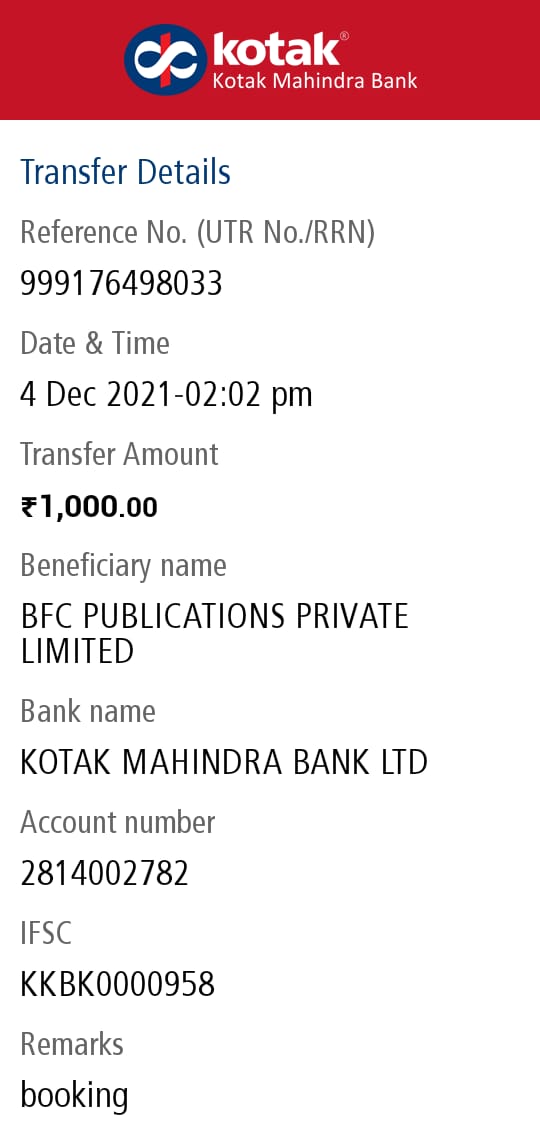 kotak®
Kotak Mahindra Bank
Transfer Details
Reference No. (UTR No./RRN)
999176498033
Date & Time
4 Dec 2021-02:02 pm
Transfer Amount
₹1,000.00
Beneficiary name
BFC PUBLICATIONS PRIVATE
LIMITED
Bank name
KOTAK MAHINDRA BANK LTD
Account number
2814002782
IFSC
KKBK0000958
Remarks
booking